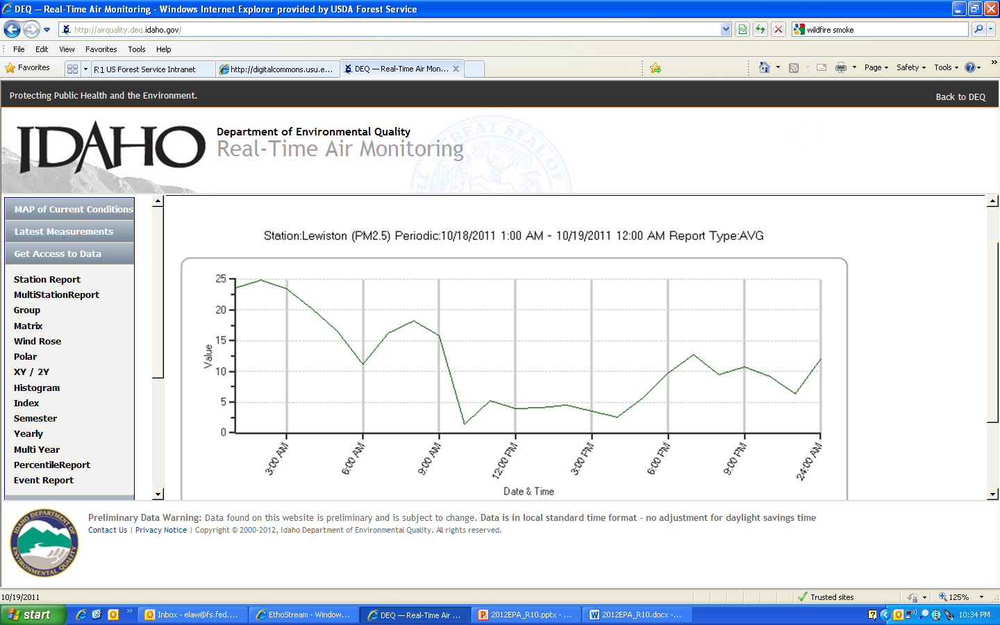 DEQ — Real-Time Air Monitoring - Windows Internet Explorer provided by USDA Forest Service
http://airquality.deq.idaho.gov/
wildfire smoke
File Edit View Favorites Tools Help
Favorites
R1 US Forest Service Intranet
http://digitalcommons.usu.e...
DEQ — Real-Time Air Mon...
Page Safety Tools
Protecting Public Health and the Environment.
Back to DEQ
IDAHO
Department of Environmental Quality
Real-Time Air Monitoring
GREAT SEAL OF
MAP of Current Conditions
Latest Measurements
Get Access to Data
Station Report
MultiStationReport
Group
Matrix
Wind Rose
Polar
XY / 2Y
Histogram
Index
Semester
Yearly
Multi Year
PercentileReport
Event Report
Station:Lewiston (PM2.5) Periodic:10/18/2011 1:00 AM - 10/19/2011 12:00 AM Report Type:AVG
25
20
15
10
5
0
Value
3:00 AM
6:00 AM
9:00 AM
12:00 PM
3:00 PM
6:00 PM
9:00 PM
24:00 AM
Date & Time
IDAHO DEPARTMENT OF ENVIRONMENTAL QUALITY
Preliminary Data Warning: Data found on this website is preliminary and is subject to change. Data is in local standard time format - no adjustment for daylight savings time
Contact Us | Privacy Notice | Copyright © 2000-2012, Idaho Department of Environmental Quality. All rights reserved.
10/19/2011
Trusted sites
125%
start
Inbox - elaw@fs.fed....
EthoStream - Window...
DEQ — Real-Time Air ...
2012EPA_R10.pptx - ...
2012EPA_R10.docx -...
10:34 PM